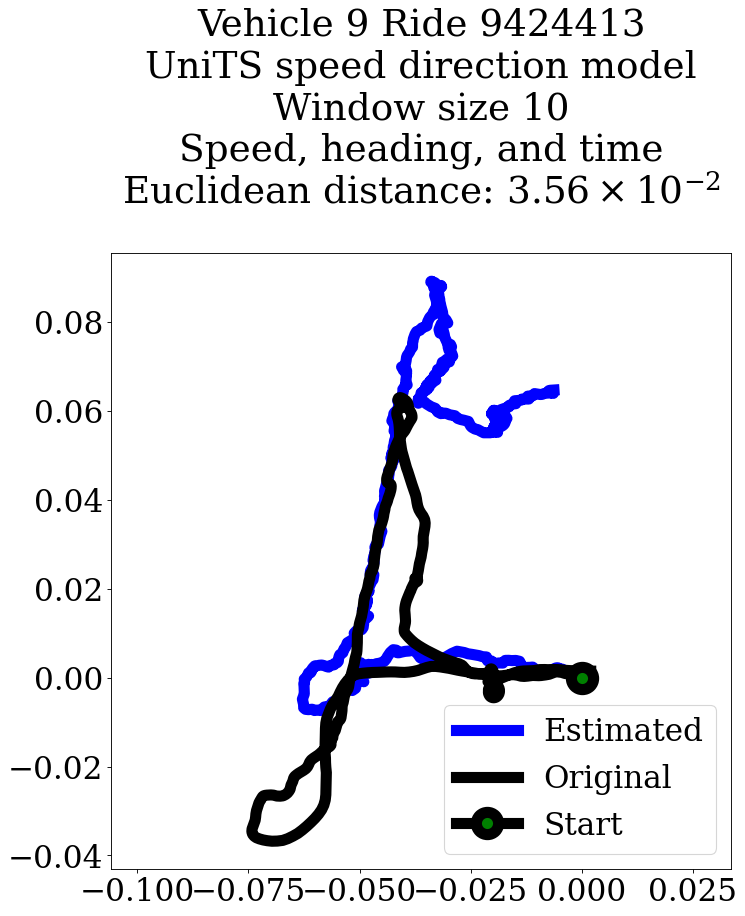 Vehicle 9 Ride 9424413
UniTS speed direction model
Window size 10
Speed, heading, and time
Euclidean distance: 3.56 × 10⁻²
0.08
0.06
0.04
0.02
0.00
−0.02
−0.04
Estimated
Original
Start
−0.100 −0.075 −0.050 −0.025 0.000 0.025